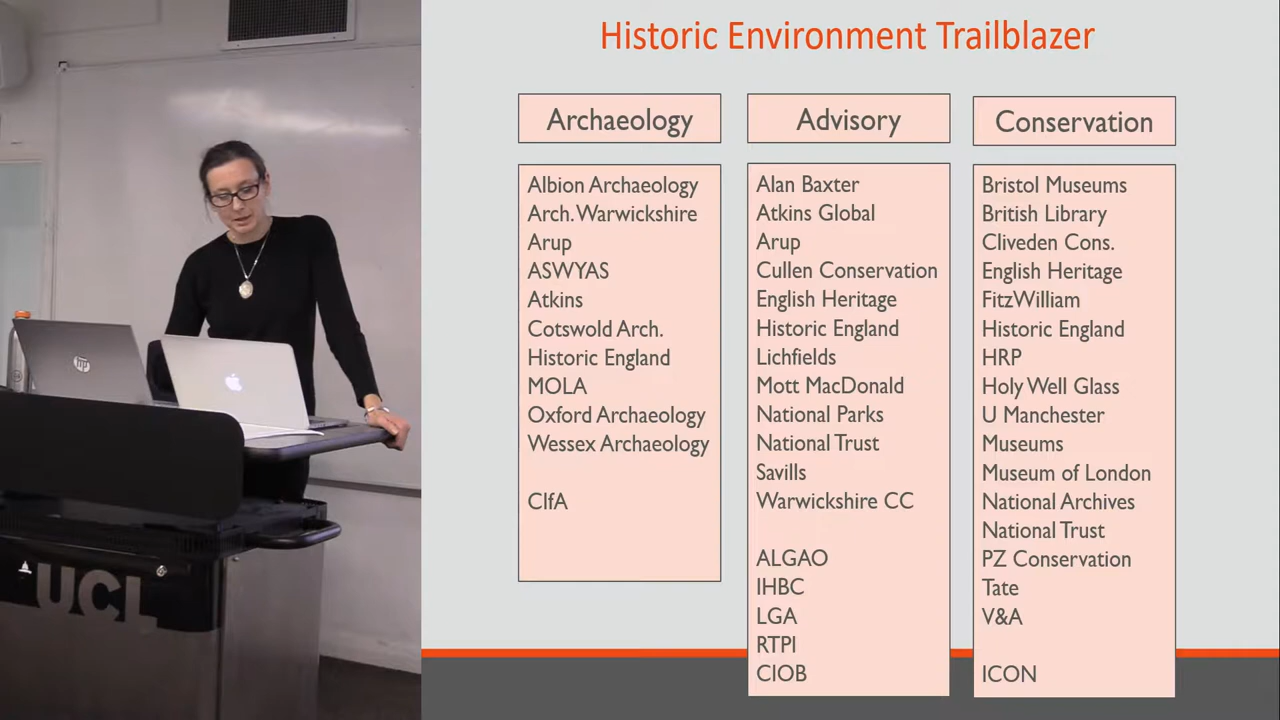 Historic Environment Trailblazer
Archaeology
Albion Archaeology
Arch. Warwickshire
Arup
ASWYAS
Atkins
Cotswold Arch.
Historic England
MOLA
Oxford Archaeology
Wessex Archaeology
CIfA
Advisory
Alan Baxter
Atkins Global
Arup
Cullen Conservation
English Heritage
Historic England
Lichfields
Mott MacDonald
National Parks
National Trust
Savills
Warwickshire CC
ALGAO
IHBC
LGA
RTPI
CIOB
Conservation
Bristol Museums
British Library
Cliveden Cons.
English Heritage
FitzWilliam
Historic England
HRP
Holy Well Glass
U Manchester
Museums
Museum of London
National Archives
National Trust
PZ Conservation
Tate
V&A
ICON
hp
UCL